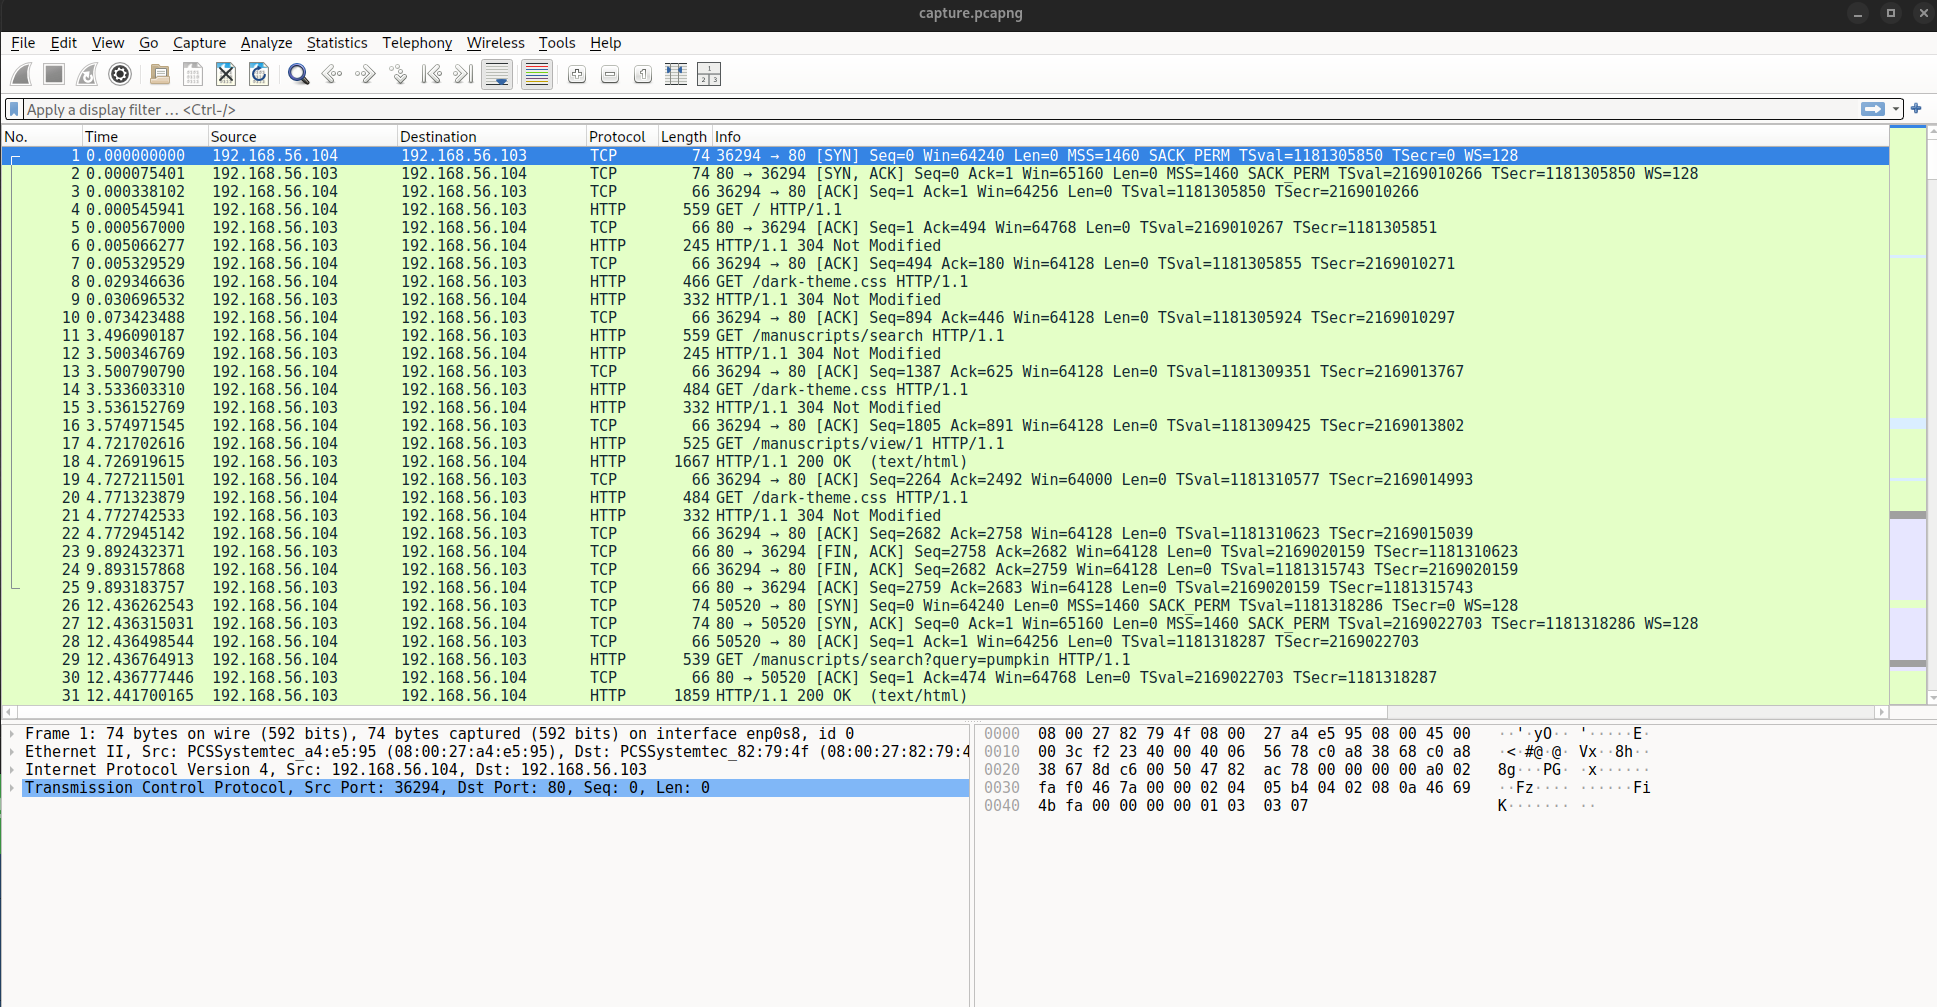 capture.pcapng
File Edit View Go Capture Analyze Statistics Telephony Wireless Tools Help
Apply a display filter … <Ctrl-/>
No. Time Source Destination Protocol Length Info
1 0.000000000 192.168.56.104 192.168.56.103 TCP 74 36294 → 80 [SYN] Seq=0 Win=64240 Len=0 MSS=1460 SACK_PERM TSval=1181305850 TSecr=0 WS=128
2 0.000075401 192.168.56.103 192.168.56.104 TCP 74 80 → 36294 [SYN, ACK] Seq=0 Ack=1 Win=65160 Len=0 MSS=1460 SACK_PERM TSval=2169010266 TSecr=1181305850 WS=128
3 0.000338102 192.168.56.104 192.168.56.103 TCP 66 36294 → 80 [ACK] Seq=1 Ack=1 Win=64256 Len=0 TSval=1181305850 TSecr=2169010266
4 0.000545941 192.168.56.104 192.168.56.103 HTTP 559 GET / HTTP/1.1
5 0.000567000 192.168.56.103 192.168.56.104 TCP 66 80 → 36294 [ACK] Seq=1 Ack=494 Win=64768 Len=0 TSval=2169010267 TSecr=1181305851
6 0.005066277 192.168.56.103 192.168.56.104 HTTP 245 HTTP/1.1 304 Not Modified
7 0.005329529 192.168.56.104 192.168.56.103 TCP 66 36294 → 80 [ACK] Seq=494 Ack=180 Win=64128 Len=0 TSval=1181305855 TSecr=2169010271
8 0.029346636 192.168.56.104 192.168.56.103 HTTP 466 GET /dark-theme.css HTTP/1.1
9 0.030696532 192.168.56.103 192.168.56.104 HTTP 332 HTTP/1.1 304 Not Modified
10 0.073423488 192.168.56.104 192.168.56.103 TCP 66 36294 → 80 [ACK] Seq=894 Ack=446 Win=64128 Len=0 TSval=1181305924 TSecr=2169010297
11 3.496090187 192.168.56.104 192.168.56.103 HTTP 559 GET /manuscripts/search HTTP/1.1
12 3.500346769 192.168.56.103 192.168.56.104 HTTP 245 HTTP/1.1 304 Not Modified
13 3.500790790 192.168.56.104 192.168.56.103 TCP 66 36294 → 80 [ACK] Seq=1387 Ack=625 Win=64128 Len=0 TSval=1181309351 TSecr=2169013767
14 3.533603310 192.168.56.104 192.168.56.103 HTTP 484 GET /dark-theme.css HTTP/1.1
15 3.536152769 192.168.56.103 192.168.56.104 HTTP 332 HTTP/1.1 304 Not Modified
16 3.574971545 192.168.56.104 192.168.56.103 TCP 66 36294 → 80 [ACK] Seq=1805 Ack=891 Win=64128 Len=0 TSval=1181309425 TSecr=2169013802
17 4.721702616 192.168.56.104 192.168.56.103 HTTP 525 GET /manuscripts/view/1 HTTP/1.1
18 4.726919615 192.168.56.103 192.168.56.104 HTTP 1667 HTTP/1.1 200 OK (text/html)
19 4.727211501 192.168.56.104 192.168.56.103 TCP 66 36294 → 80 [ACK] Seq=2264 Ack=2492 Win=64000 Len=0 TSval=1181310577 TSecr=2169014993
20 4.771323879 192.168.56.104 192.168.56.103 HTTP 484 GET /dark-theme.css HTTP/1.1
21 4.772742533 192.168.56.103 192.168.56.104 HTTP 332 HTTP/1.1 304 Not Modified
22 4.772945142 192.168.56.104 192.168.56.103 TCP 66 36294 → 80 [ACK] Seq=2682 Ack=2758 Win=64128 Len=0 TSval=1181310623 TSecr=2169015039
23 9.892432371 192.168.56.103 192.168.56.104 TCP 66 80 → 36294 [FIN, ACK] Seq=2758 Ack=2682 Win=64128 Len=0 TSval=2169020159 TSecr=1181310623
24 9.893157868 192.168.56.104 192.168.56.103 TCP 66 36294 → 80 [FIN, ACK] Seq=2682 Ack=2759 Win=64128 Len=0 TSval=1181315743 TSecr=2169020159
25 9.893183757 192.168.56.103 192.168.56.104 TCP 66 80 → 36294 [ACK] Seq=2759 Ack=2683 Win=64128 Len=0 TSval=2169020159 TSecr=1181315743
26 12.436262543 192.168.56.104 192.168.56.103 TCP 74 50520 → 80 [SYN] Seq=0 Win=64240 Len=0 MSS=1460 SACK_PERM TSval=1181318286 TSecr=0 WS=128
27 12.436315031 192.168.56.103 192.168.56.104 TCP 74 80 → 50520 [SYN, ACK] Seq=0 Ack=1 Win=65160 Len=0 MSS=1460 SACK_PERM TSval=2169022703 TSecr=1181318286 WS=128
28 12.436498544 192.168.56.104 192.168.56.103 TCP 66 50520 → 80 [ACK] Seq=1 Ack=1 Win=64256 Len=0 TSval=1181318287 TSecr=2169022703
29 12.436764913 192.168.56.104 192.168.56.103 HTTP 539 GET /manuscripts/search?query=pumpkin HTTP/1.1
30 12.436777446 192.168.56.103 192.168.56.104 TCP 66 80 → 50520 [ACK] Seq=1 Ack=474 Win=64768 Len=0 TSval=2169022703 TSecr=1181318287
31 12.441700165 192.168.56.103 192.168.56.104 HTTP 1859 HTTP/1.1 200 OK (text/html)
Frame 1: 74 bytes on wire (592 bits), 74 bytes captured (592 bits) on interface enp0s8, id 0
Ethernet II, Src: PCSSystemtec_a4:e5:95 (08:00:27:a4:e5:95), Dst: PCSSystemtec_82:79:4f (08:00:27:82:79:4
Internet Protocol Version 4, Src: 192.168.56.104, Dst: 192.168.56.103
Transmission Control Protocol, Src Port: 36294, Dst Port: 80, Seq: 0, Len: 0
0000 08 00 27 82 79 4f 08 00 27 a4 e5 95 08 00 45 00 ··'·yO·· '·····E·
0010 00 3c f2 23 40 00 40 06 56 78 c0 a8 38 68 c0 a8 ·<·#@·@· Vx··8h··
0020 38 67 8d c6 00 50 47 82 ac 78 00 00 00 00 a0 02 8g···PG· ·x······
0030 fa f0 46 7a 00 00 02 04 05 b4 04 02 08 0a 46 69 ··Fz···· ······Fi
0040 4b fa 00 00 00 00 01 03 03 07 K······· ··